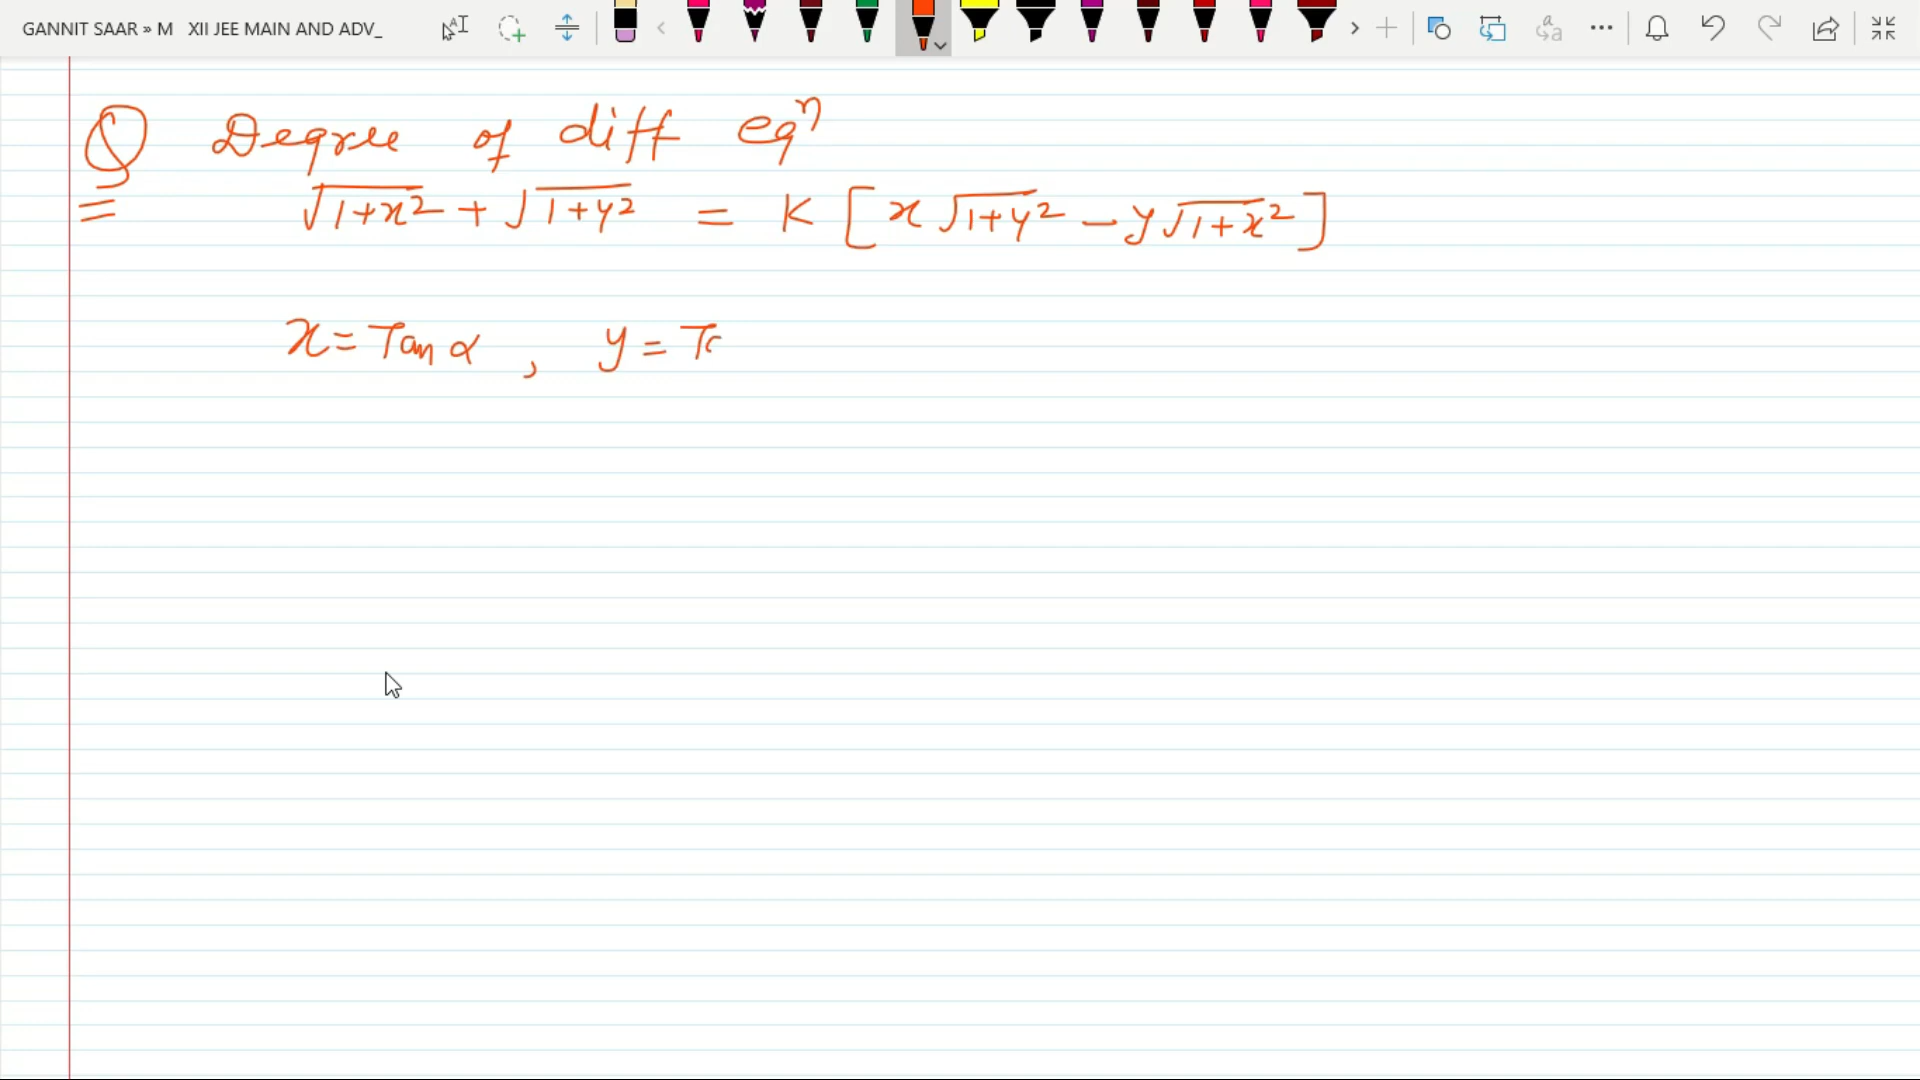 GANNIT SAAR » M XII JEE MAIN AND ADV_
Q Degree of diff eqⁿ
= √1+x² + √1+y² = K [x √1+y² - y √1+x²]
x = Tan α , y = Ta